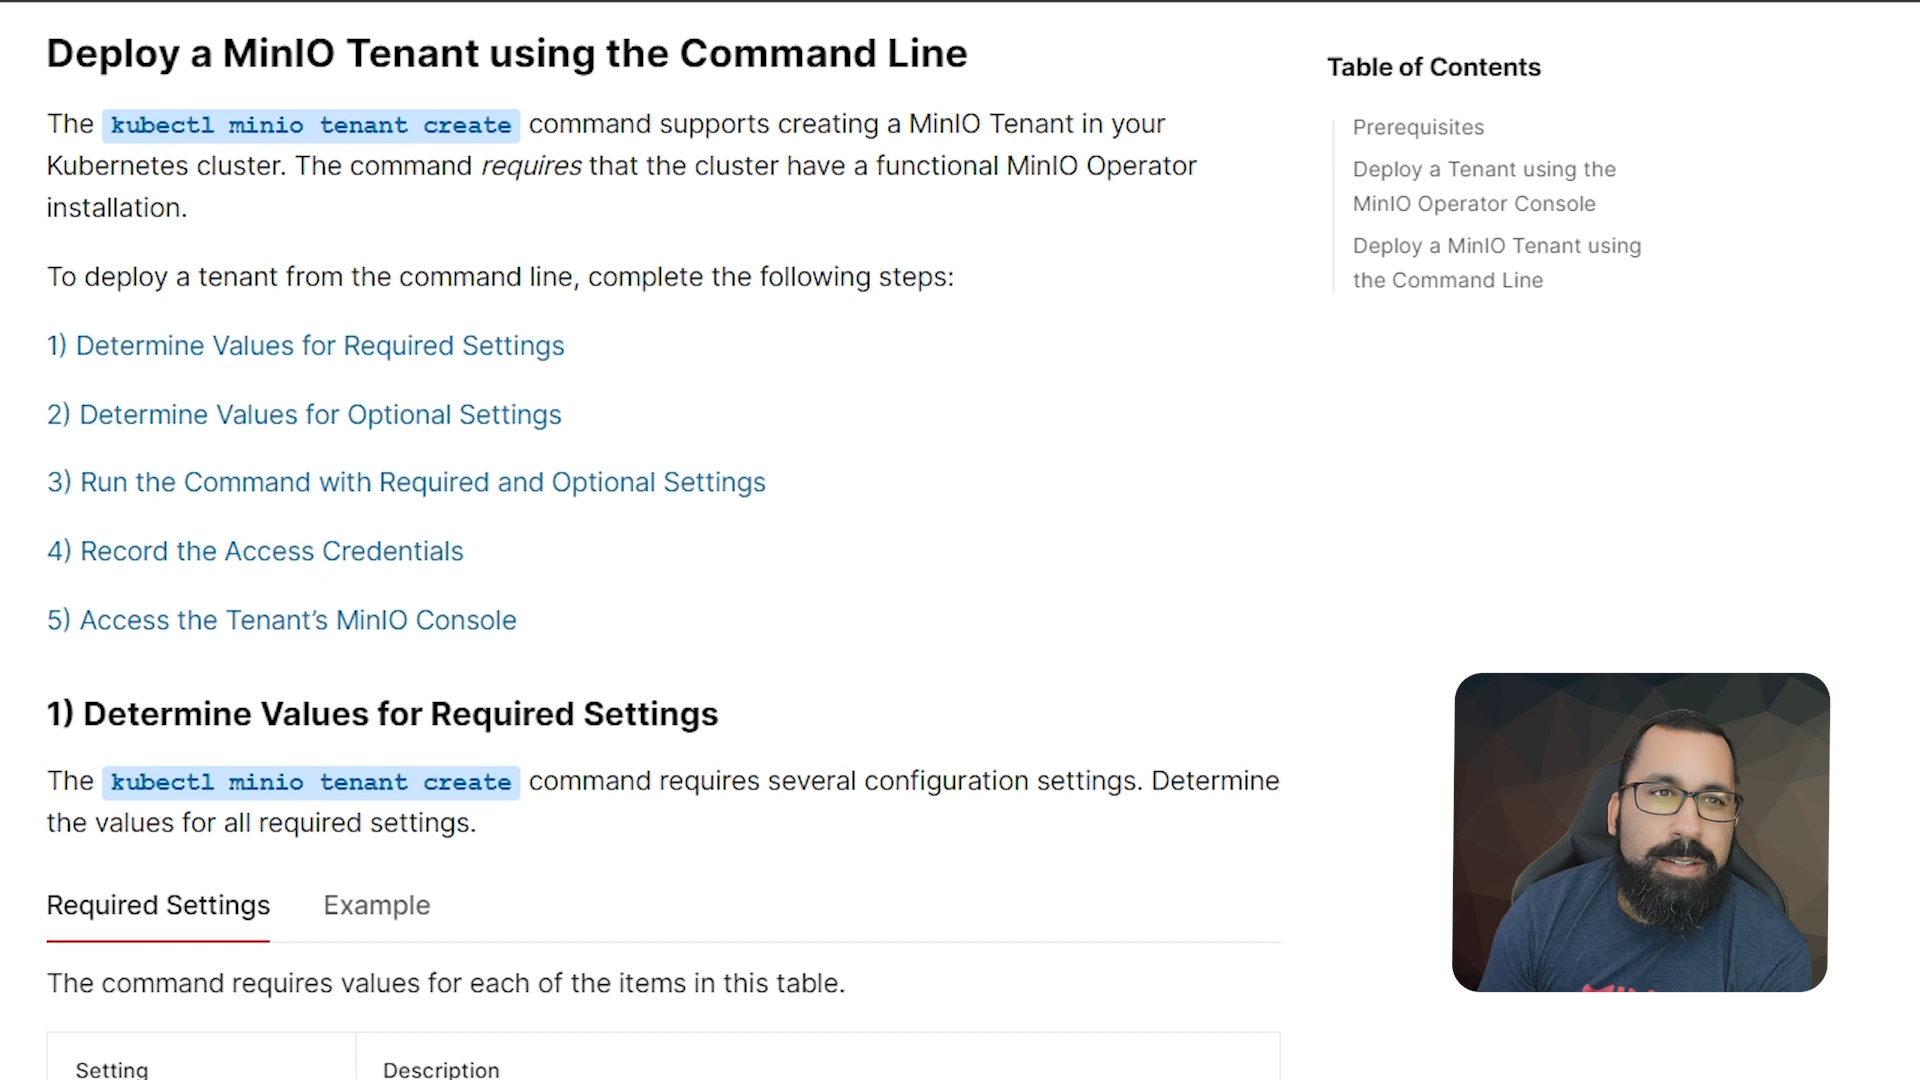 Deploy a MinIO Tenant using the Command Line
The kubectl minio tenant create command supports creating a MinIO Tenant in your
Kubernetes cluster. The command requires that the cluster have a functional MinIO Operator
installation.
To deploy a tenant from the command line, complete the following steps:
1) Determine Values for Required Settings
2) Determine Values for Optional Settings
3) Run the Command with Required and Optional Settings
4) Record the Access Credentials
5) Access the Tenant’s MinIO Console
1) Determine Values for Required Settings
The kubectl minio tenant create command requires several configuration settings. Determine
the values for all required settings.
Required Settings
Example
The command requires values for each of the items in this table.
Setting
Description
Table of Contents
Prerequisites
Deploy a Tenant using the
MinIO Operator Console
Deploy a MinIO Tenant using
the Command Line